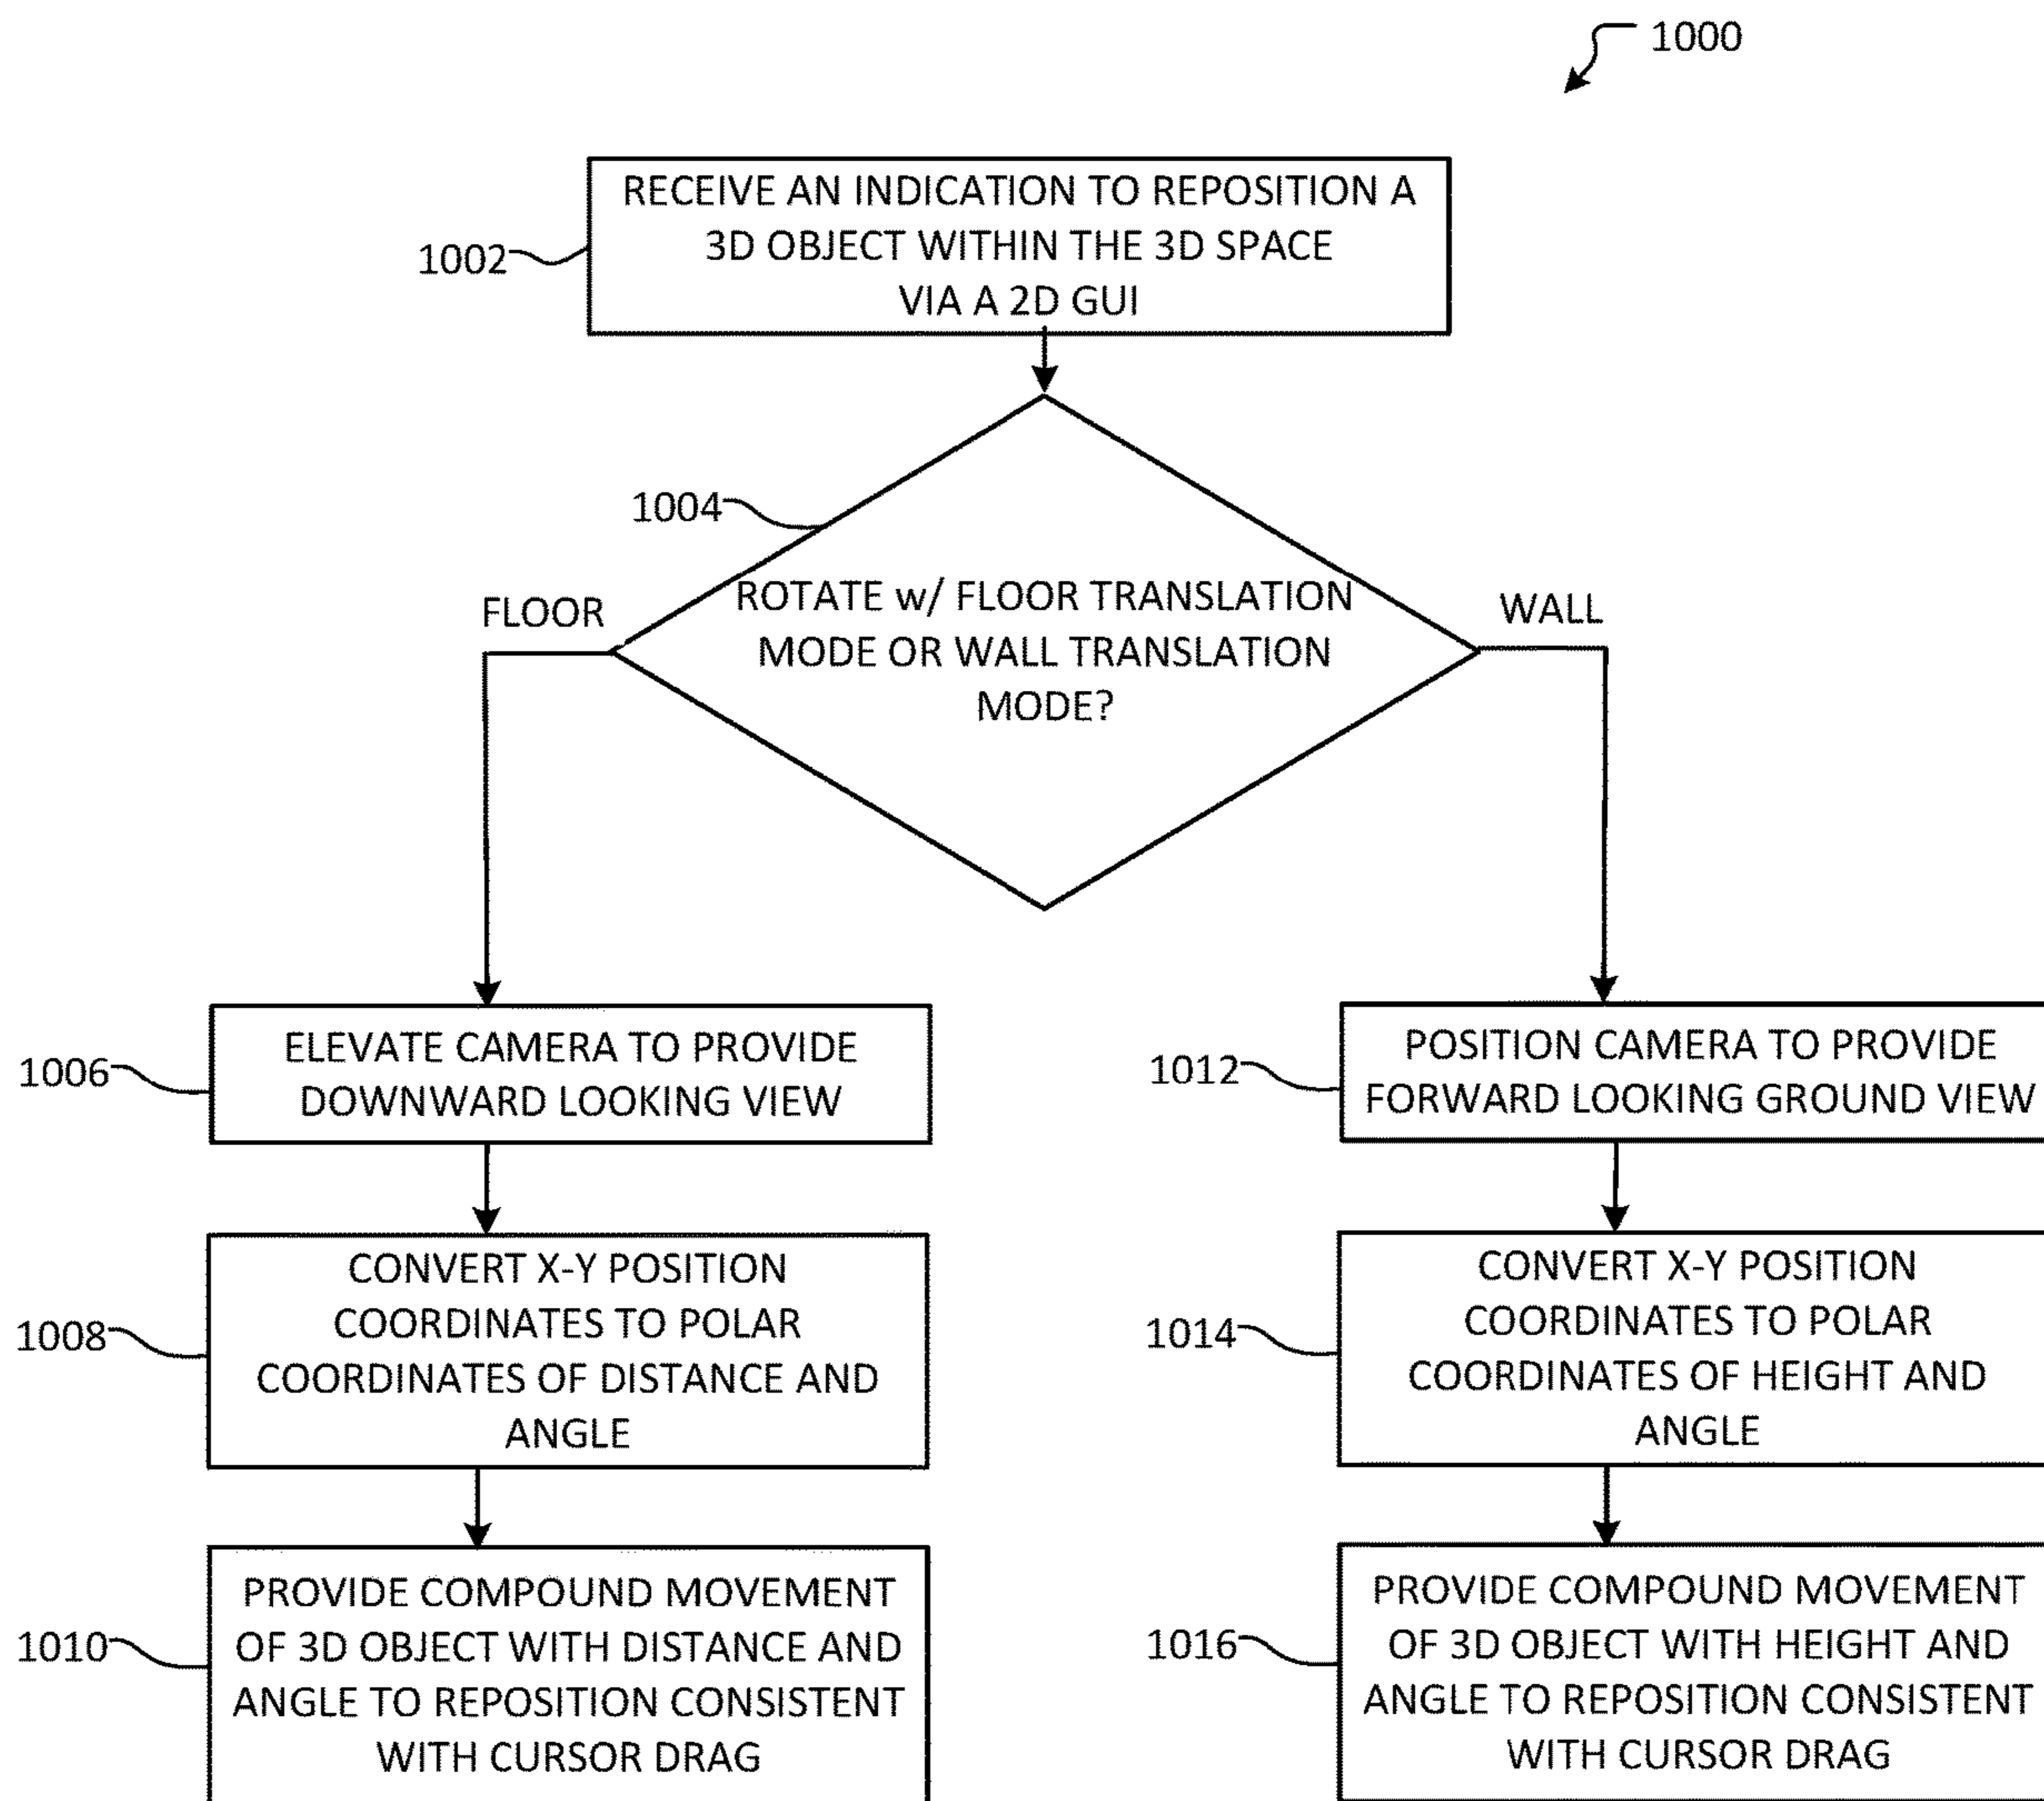 1000
RECEIVE AN INDICATION TO REPOSITION A
3D OBJECT WITHIN THE 3D SPACE
VIA A 2D GUI
1002
1004
ROTATE w/ FLOOR TRANSLATION
MODE OR WALL TRANSLATION
MODE?
FLOOR
WALL
ELEVATE CAMERA TO PROVIDE
DOWNWARD LOOKING VIEW
1006
CONVERT X-Y POSITION
COORDINATES TO POLAR
COORDINATES OF DISTANCE AND
ANGLE
1008
PROVIDE COMPOUND MOVEMENT
OF 3D OBJECT WITH DISTANCE AND
ANGLE TO REPOSITION CONSISTENT
WITH CURSOR DRAG
1010
POSITION CAMERA TO PROVIDE
FORWARD LOOKING GROUND VIEW
1012
CONVERT X-Y POSITION
COORDINATES TO POLAR
COORDINATES OF HEIGHT AND
ANGLE
1014
PROVIDE COMPOUND MOVEMENT
OF 3D OBJECT WITH HEIGHT AND
ANGLE TO REPOSITION CONSISTENT
WITH CURSOR DRAG
1016